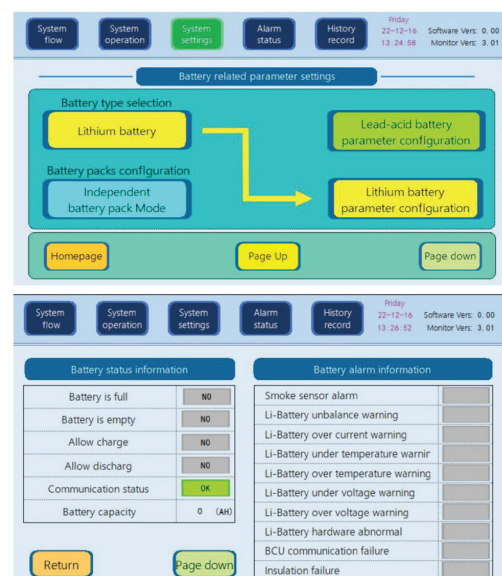 System flow
System operation
System settings
Alarm status
History record
Friday
22-12-16
13:24:58
Software Vers: 0.00
Monitor Vers: 3.01
Battery related parameter settings
Battery type selection
Lithium battery
Lead-acid battery
parameter configuration
Battery packs configuration
Independent
battery pack Mode
Lithium battery
parameter configuration
Homepage
Page Up
Page down
System flow
System operation
System settings
Alarm status
History record
Friday
22-12-16
13:26:52
Software Vers: 0.00
Monitor Vers: 3.01
Battery status information
Battery alarm information
Battery is full NO
Battery is empty NO
Allow charge NO
Allow discharg NO
Communication status OK
Battery capacity 0 (AH)
Smoke sensor alarm
Li-Battery unbalance warning
Li-Battery over current warning
Li-Battery under temperature warnir
Li-Battery over temperature warning
Li-Battery under voltage warning
Li-Battery over voltage warning
Li-Battery hardware abnormal
BCU communication failure
Insulation failure
Return
Page down